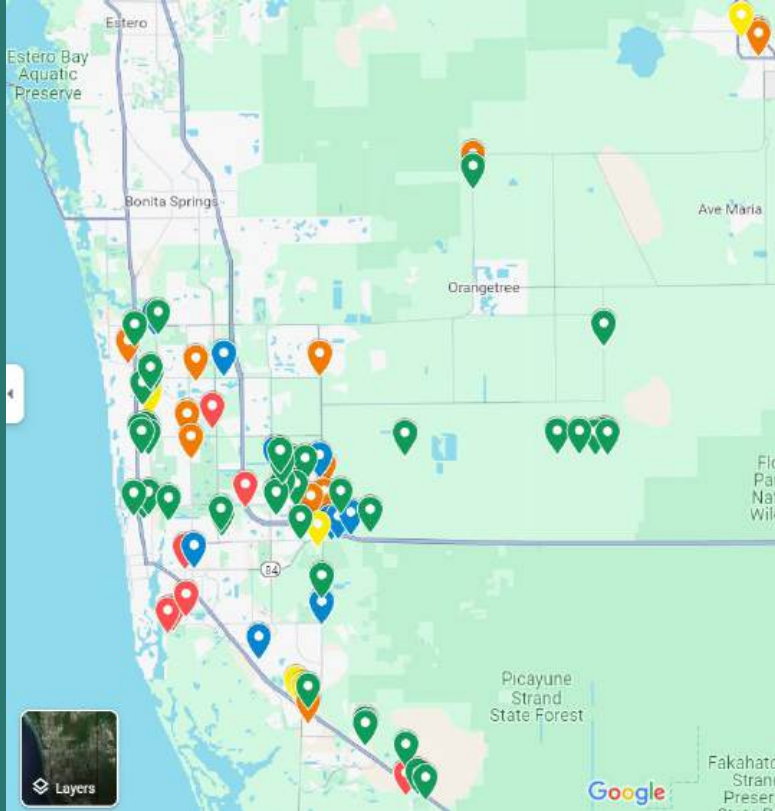 Estero
Estero Bay
Aquatic
Preserve
Bonita Springs
Ave Maria
Orangetree
84
Picayune
Strand
State Forest
Layers
Google